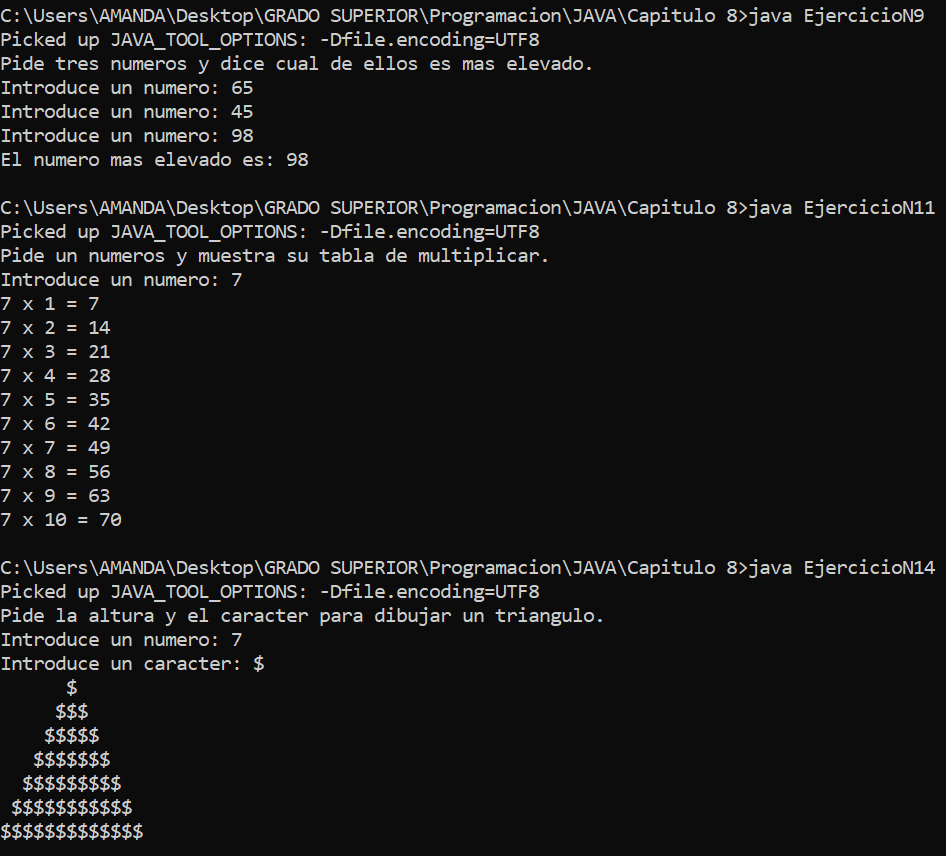 C:\Users\AMANDA\Desktop\GRADO SUPERIOR\Programacion\JAVA\Capitulo 8>java EjercicioN9
Picked up JAVA_TOOL_OPTIONS: -Dfile.encoding=UTF8
Pide tres numeros y dice cual de ellos es mas elevado.
Introduce un numero: 65
Introduce un numero: 45
Introduce un numero: 98
El numero mas elevado es: 98

C:\Users\AMANDA\Desktop\GRADO SUPERIOR\Programacion\JAVA\Capitulo 8>java EjercicioN11
Picked up JAVA_TOOL_OPTIONS: -Dfile.encoding=UTF8
Pide un numeros y muestra su tabla de multiplicar.
Introduce un numero: 7
7 x 1 = 7
7 x 2 = 14
7 x 3 = 21
7 x 4 = 28
7 x 5 = 35
7 x 6 = 42
7 x 7 = 49
7 x 8 = 56
7 x 9 = 63
7 x 10 = 70

C:\Users\AMANDA\Desktop\GRADO SUPERIOR\Programacion\JAVA\Capitulo 8>java EjercicioN14
Picked up JAVA_TOOL_OPTIONS: -Dfile.encoding=UTF8
Pide la altura y el caracter para dibujar un triangulo.
Introduce un numero: 7
Introduce un caracter: $
      $
     $$$
    $$$$$
   $$$$$$$
  $$$$$$$$$
 $$$$$$$$$$$
$$$$$$$$$$$$$